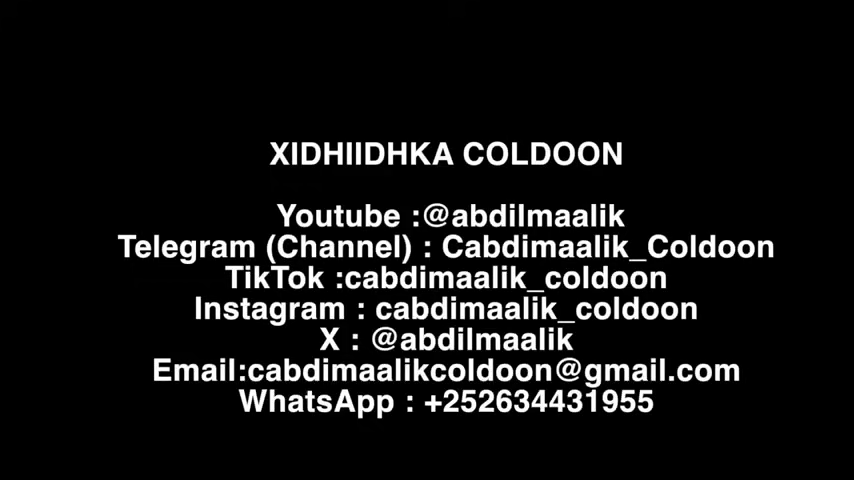 XIDHIIDHKA COLDOON
Youtube :@abdilmaalik
Telegram (Channel) : Cabdimaalik_Coldoon
TikTok :cabdimaalik_coldoon
Instagram : cabdimaalik_coldoon
X : @abdilmaalik
Email:cabdimaalikcoldoon@gmail.com
WhatsApp : +252634431955